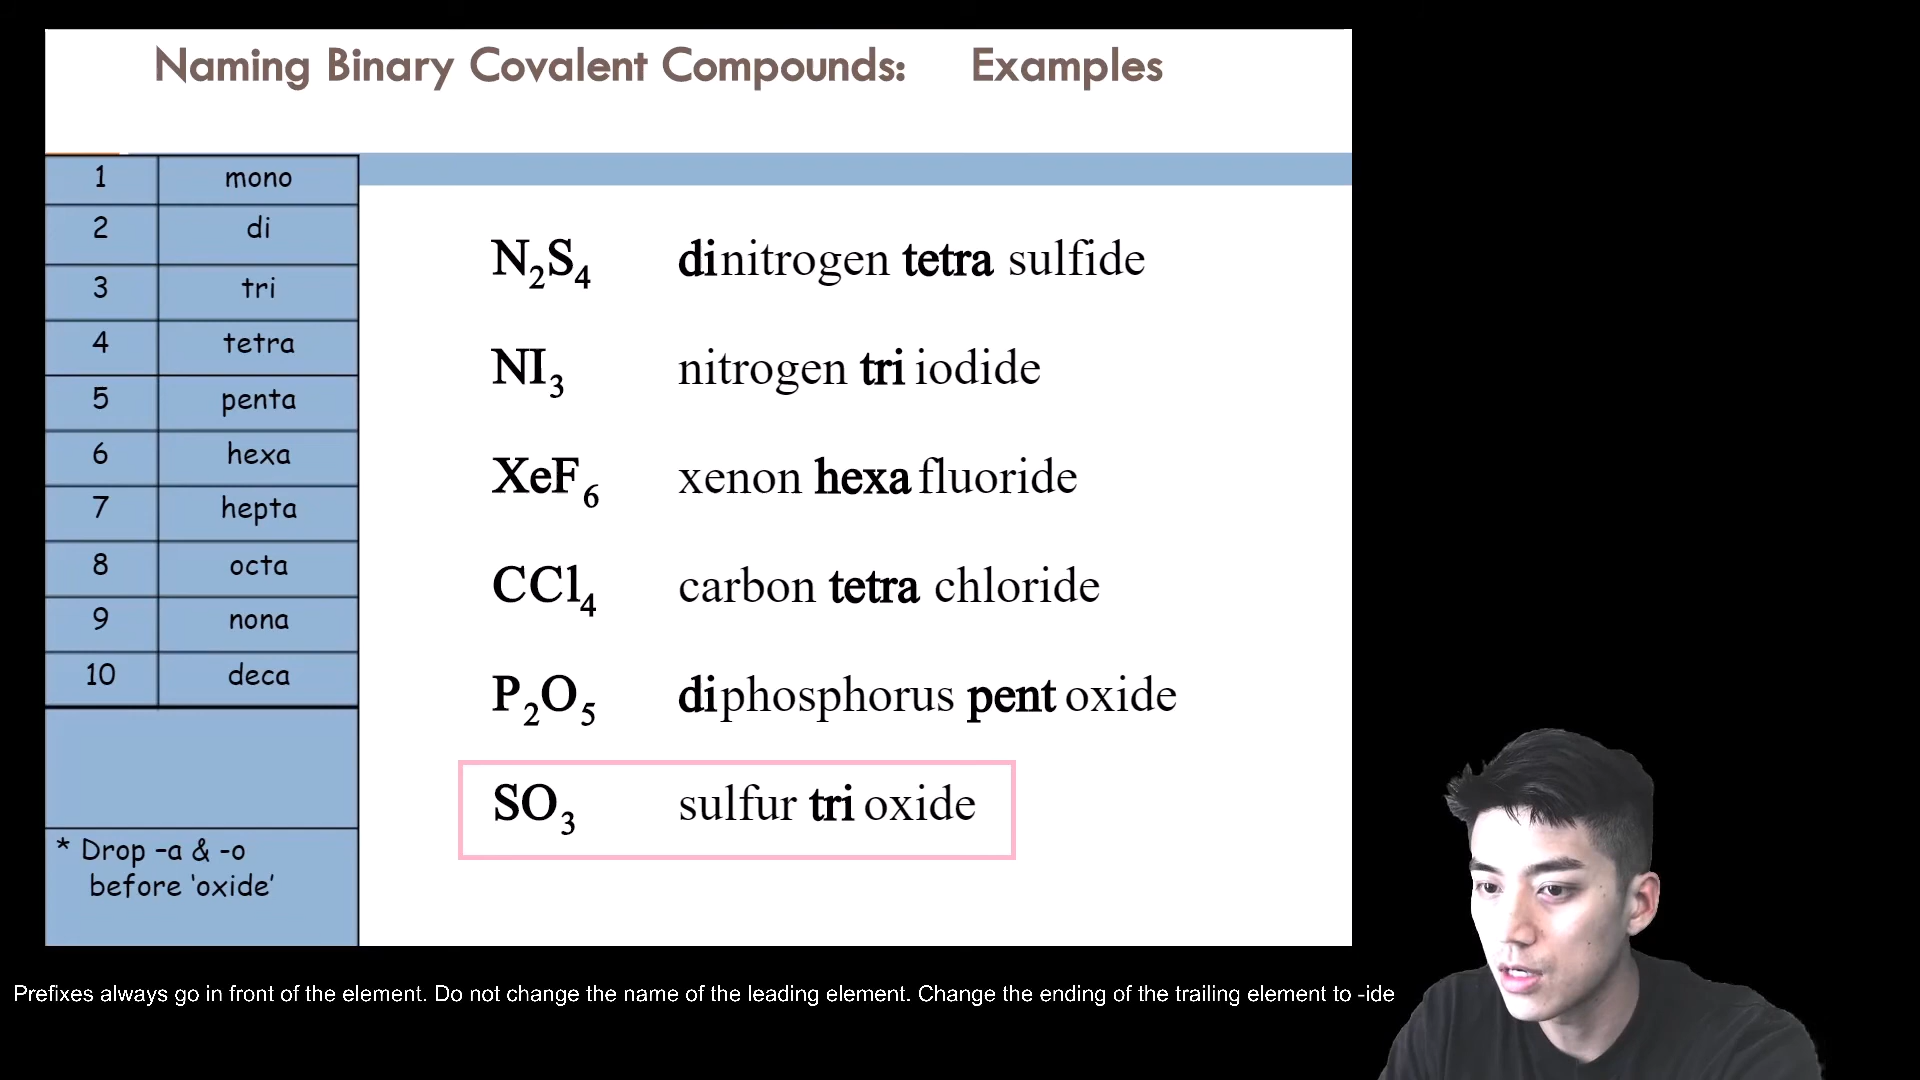 Naming Binary Covalent Compounds: Examples
1 mono
2 di
3 tri
4 tetra
5 penta
6 hexa
7 hepta
8 octa
9 nona
10 deca
* Drop –a & -o
before ‘oxide’
N₂S₄ dinitrogen tetra sulfide
NI₃ nitrogen tri iodide
XeF₆ xenon hexa fluoride
CCl₄ carbon tetra chloride
P₂O₅ diphosphorus pent oxide
SO₃ sulfur tri oxide
Prefixes always go in front of the element. Do not change the name of the leading element. Change the ending of the trailing element to -ide